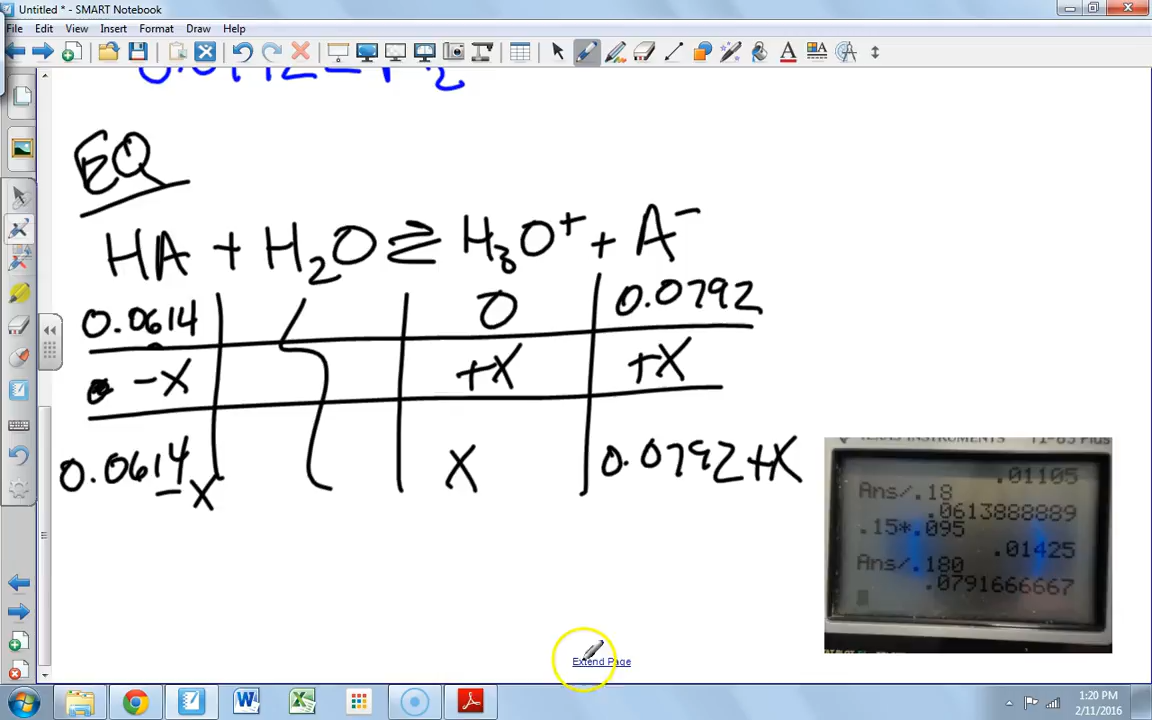 Untitled * - SMART Notebook
File Edit View Insert Format Draw Help
EQ
HA + H₂O ⇌ H₃O⁺ + A⁻
0.0614 0 0.0792
-X +X +X
0.0614-X X 0.0792+X
.01105
Ans/.18
.0613888889
.15*.095
.01425
Ans/.180
.0791666667
Extend Page
1:20 PM
2/11/2016